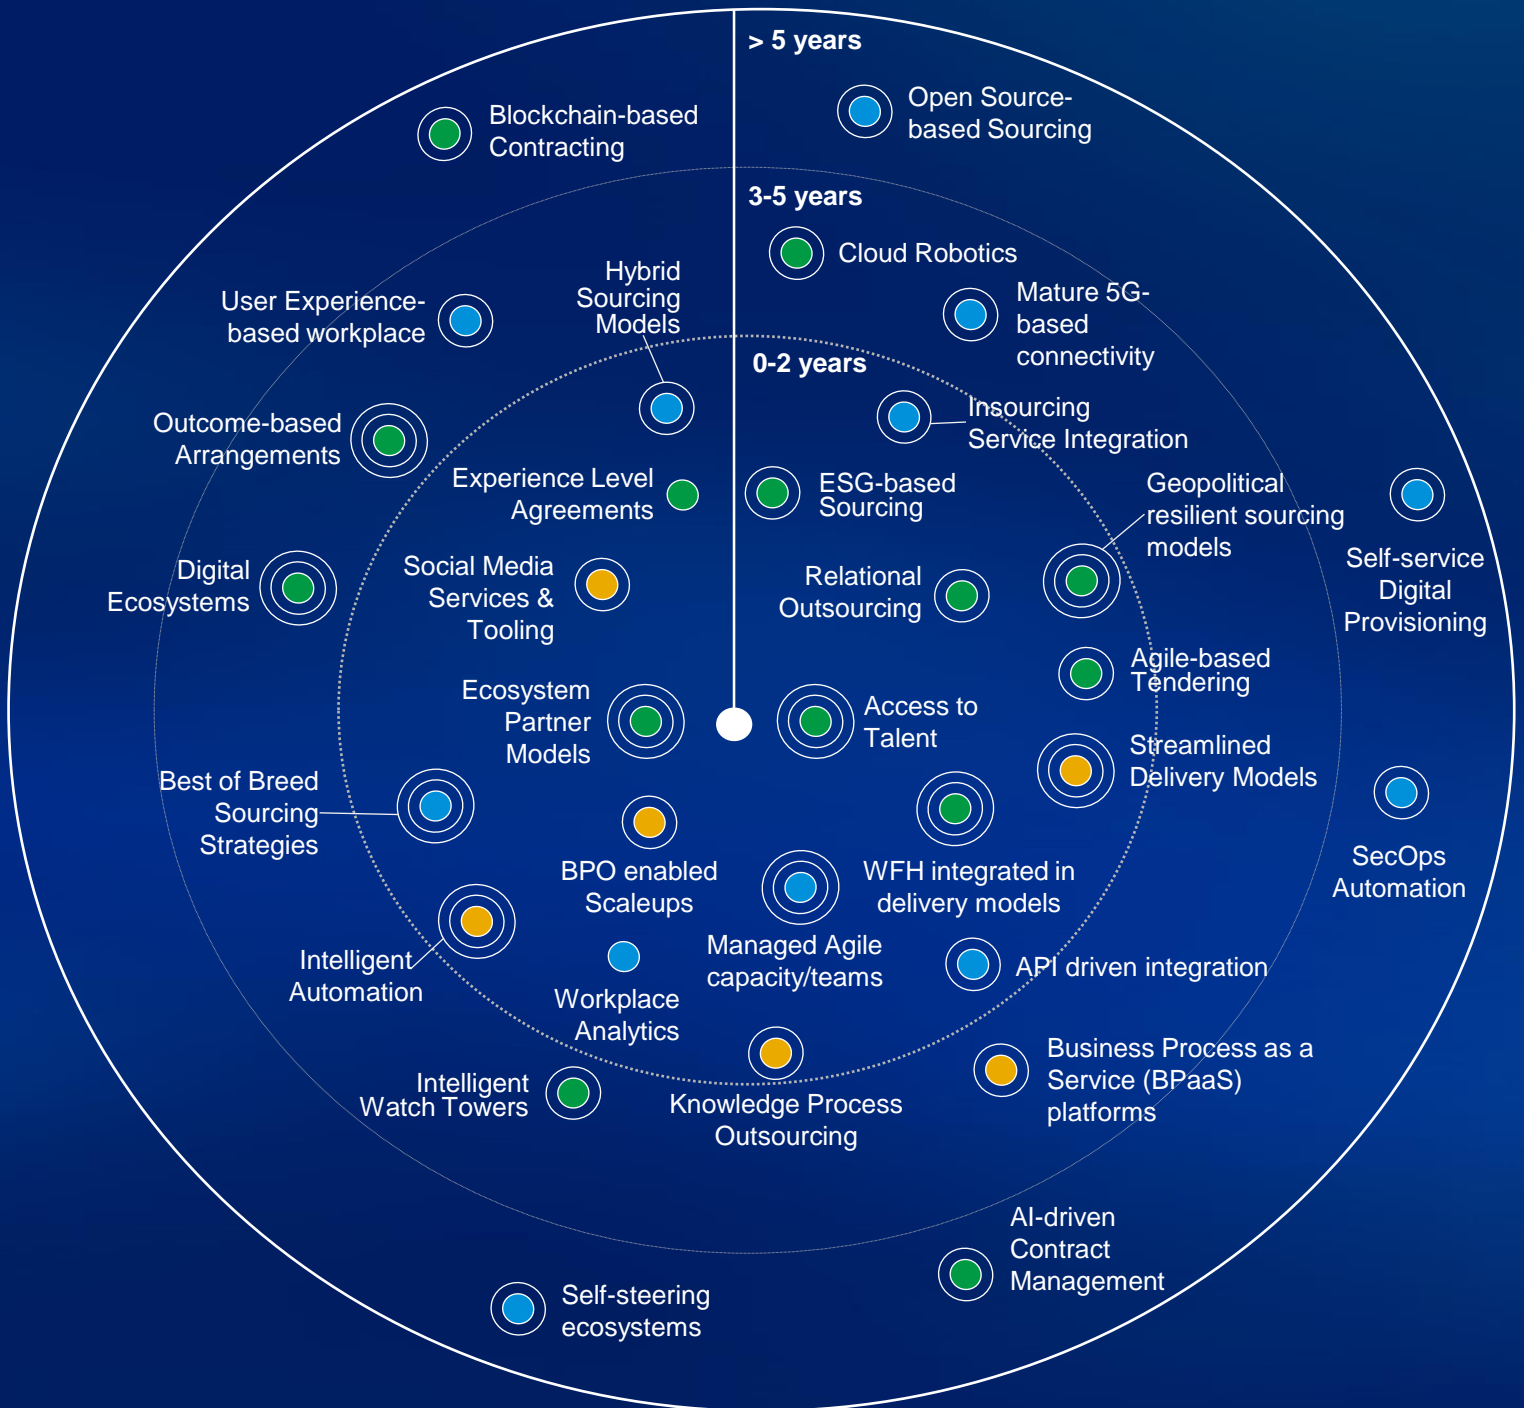 > 5 years
Blockchain-based
Contracting
Open Source-
based Sourcing
3-5 years
Cloud Robotics
Hybrid
Sourcing
Models
User Experience-
based workplace
Mature 5G-
based
connectivity
0-2 years
Outcome-based
Arrangements
Insourcing
Service Integration
Experience Level
Agreements
ESG-based
Sourcing
Geopolitical
resilient sourcing
models
Self-service
Digital
Provisioning
Digital
Ecosystems
Social Media
Services &
Tooling
Relational
Outsourcing
Agile-based
Tendering
Ecosystem
Partner
Models
Access to
Talent
Streamlined
Delivery Models
Best of Breed
Sourcing
Strategies
BPO enabled
Scaleups
WFH integrated in
delivery models
SecOps
Automation
Intelligent
Automation
Managed Agile
capacity/teams
API driven integration
Workplace
Analytics
Intelligent
Watch Towers
Knowledge Process
Outsourcing
Business Process as a
Service (BPaaS)
platforms
AI-driven
Contract
Management
Self-steering
ecosystems